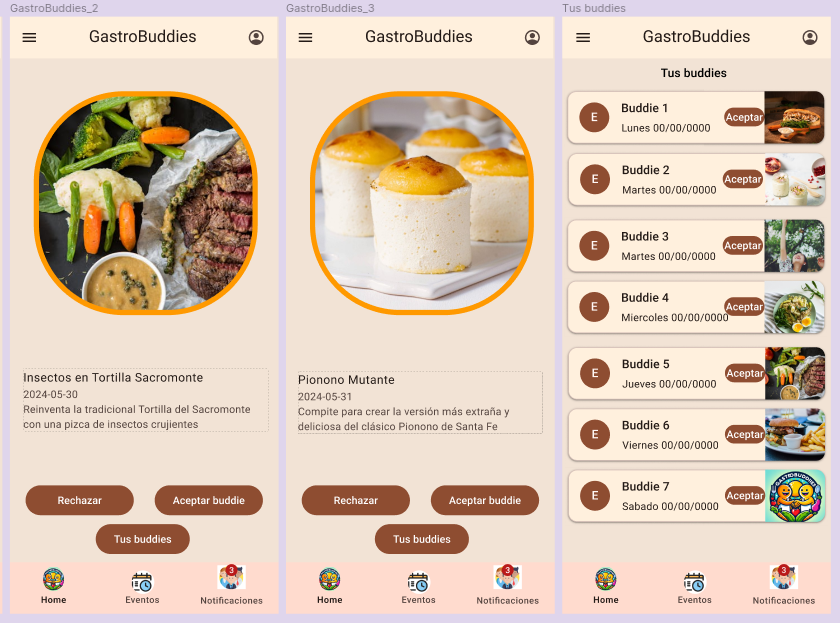 GastroBuddies_2
GastroBuddies
Insectos en Tortilla Sacromonte
2024-05-30
Reinventa la tradicional Tortilla del Sacromonte
con una pizca de insectos crujientes
Rechazar
Aceptar buddie
Tus buddies
Home
Eventos
3
Notificaciones
GastroBuddies_3
GastroBuddies
Pionono Mutante
2024-05-31
Compite para crear la versión más extraña y
deliciosa del clásico Pionono de Santa Fe
Rechazar
Aceptar buddie
Tus buddies
Home
Eventos
3
Notificaciones
Tus buddies
GastroBuddies
Tus buddies
E
Buddie 1
Lunes 00/00/0000
Aceptar
E
Buddie 2
Martes 00/00/0000
Aceptar
E
Buddie 3
Martes 00/00/0000
Aceptar
E
Buddie 4
Miercoles 00/00/0000
Aceptar
E
Buddie 5
Jueves 00/00/0000
Aceptar
E
Buddie 6
Viernes 00/00/0000
Aceptar
E
Buddie 7
Sabado 00/00/0000
Aceptar
GASTROBUDDIES
Home
Eventos
3
Notificaciones